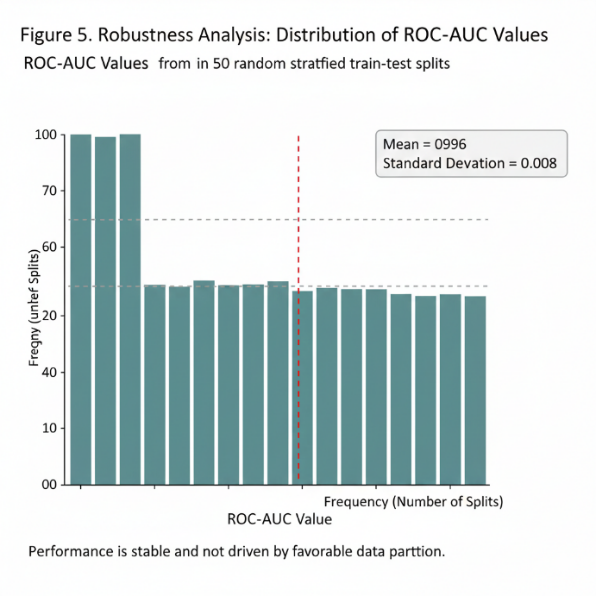 Figure 5. Robustness Analysis: Distribution of ROC-AUC Values
ROC-AUC Values from in 50 random stratfied train-test splits
Mean = 0996
Standard Devation = 0.008
100
70
60
20
40
10
00
Freqny (unter Splits)
Frequency (Number of Splits)
ROC-AUC Value
Performance is stable and not driven by favorable data parttion.